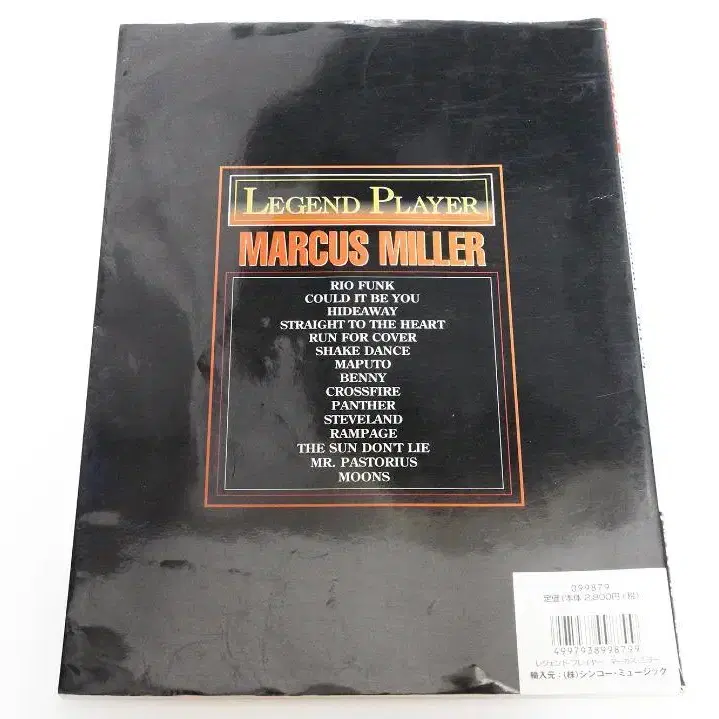 LEGEND PLAYER
MARCUS MILLER
RIO FUNK
COULD IT BE YOU
HIDEAWAY
STRAIGHT TO THE HEART
RUN FOR COVER
SHAKE DANCE
MAPUTO
BENNY
CROSSFIRE
PANTHER
STEVELAND
RAMPAGE
THE SUN DON'T LIE
MR. PASTORIUS
MOONS
099879
定価(本体2,800円+税)
4997938998799
レジェンド・プレイヤー マーカス・ミラー
輸入元:(株)シンコー・ミュージック